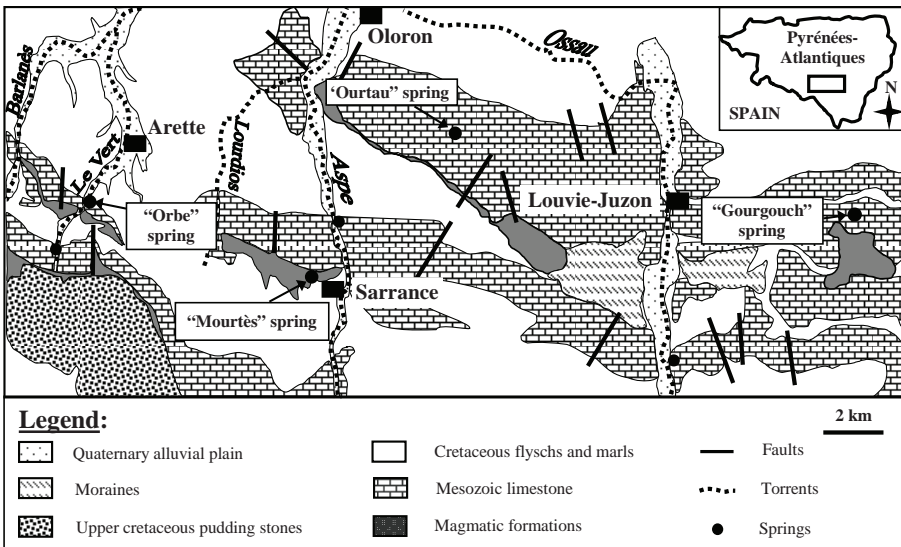 Oloron
Ossau
Pyrénées-
Atlantiques
N
SPAIN
Barlanès
‘Ourtau” spring
Arette
Lourdios
Aspe
Le Vert
Louvie-Juzon
“Orbe”
spring
“Gourgouch”
spring
Sarrance
“Mourtès” spring
Legend:
2 km
Quaternary alluvial plain
Cretaceous flyschs and marls
Faults
Moraines
Mesozoic limestone
Torrents
Upper cretaceous pudding stones
Magmatic formations
Springs